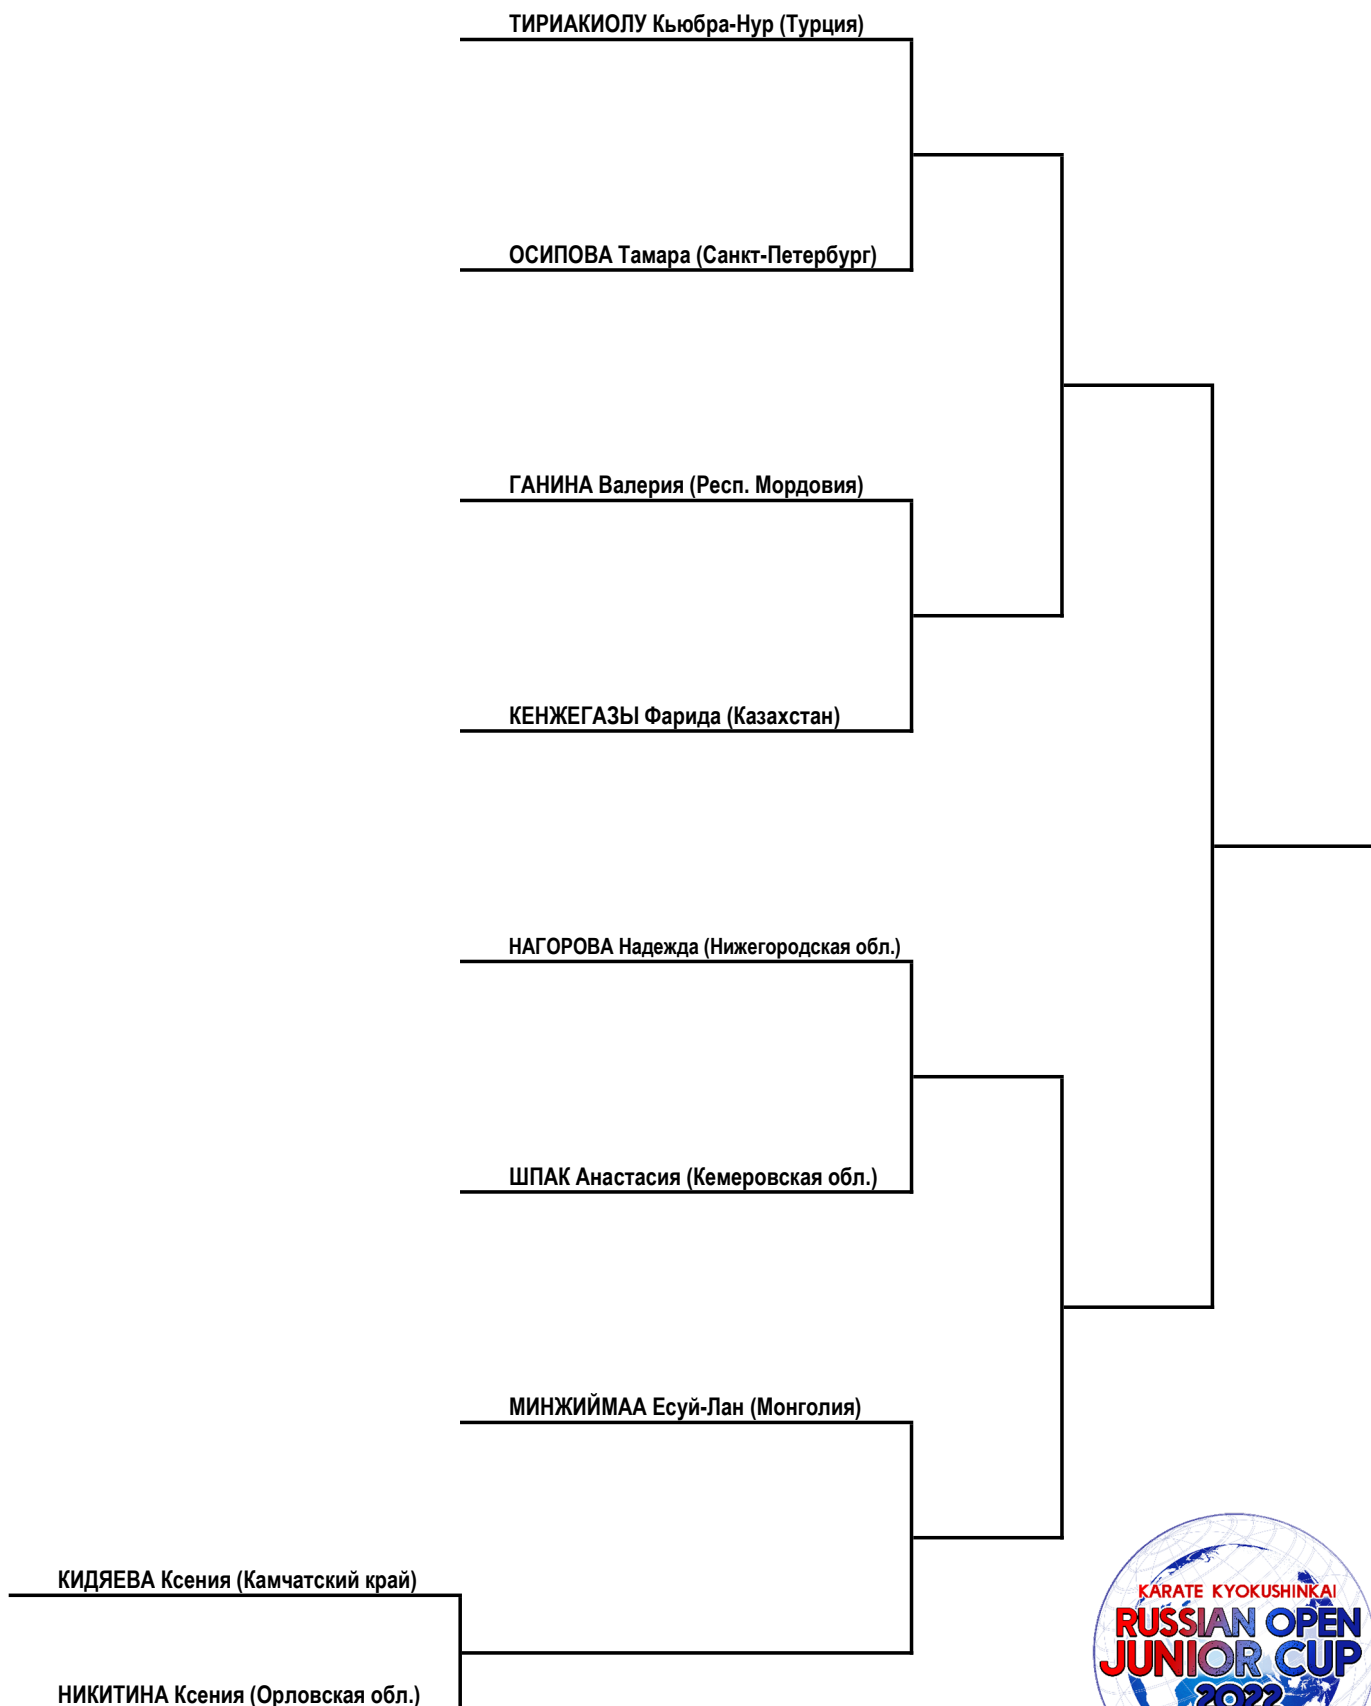 ТИРИАКИОЛУ Кьюбра-Нур (Турция)
ОСИПОВА Тамара (Санкт-Петербург)
ГАНИНА Валерия (Респ. Мордовия)
КЕНЖЕГАЗЫ Фарида (Казахстан)
НАГОРОВА Надежда (Нижегородская обл.)
ШПАК Анастасия (Кемеровская обл.)
МИНЖИЙМАА Есуй-Лан (Монголия)
КИДЯЕВА Ксения (Камчатский край)
НИКИТИНА Ксения (Орловская обл.)
KARATE KYOKUSHINKAI
RUSSIAN OPEN
JUNIOR CUP
2022